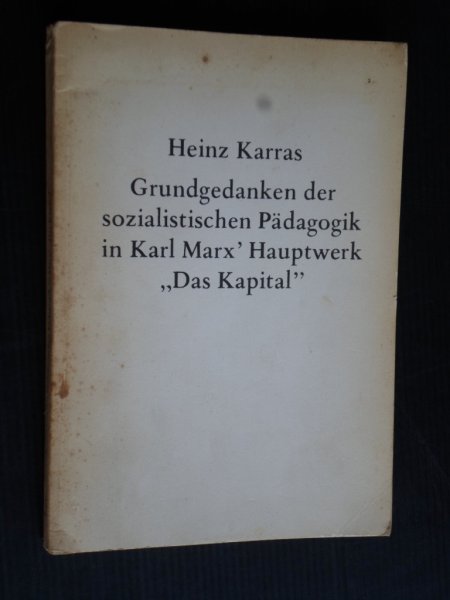 Heinz Karras
Grundgedanken der
sozialistischen Pädagogik
in Karl Marx’ Hauptwerk
„Das Kapital”